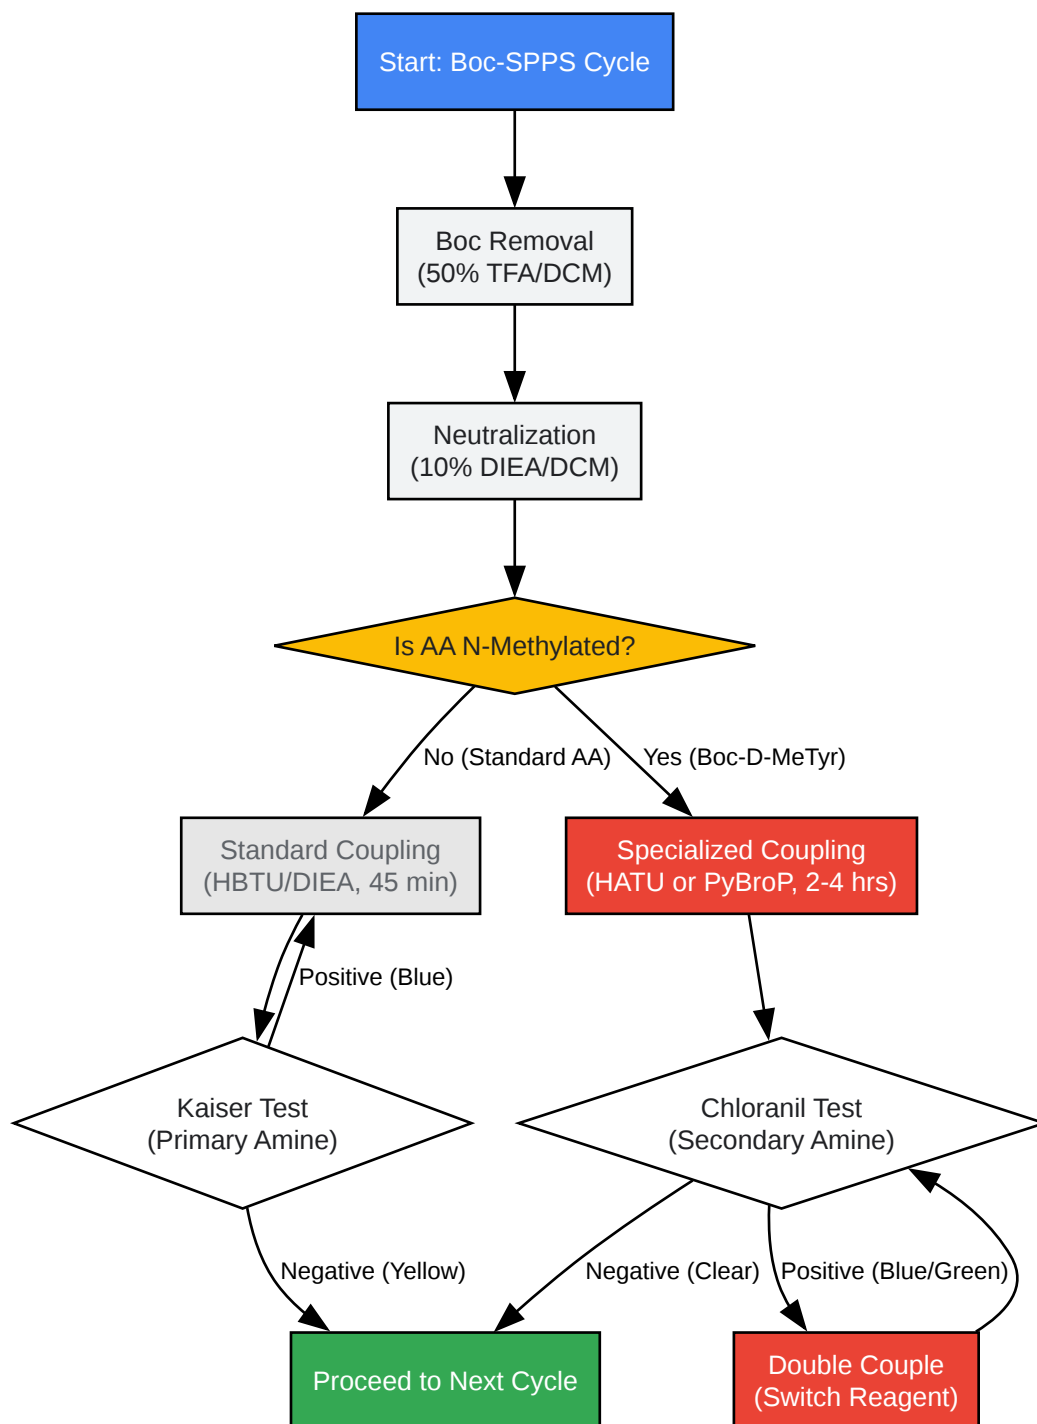 Start: Boc-SPPS Cycle
Boc Removal
(50% TFA/DCM)
Neutralization
(10% DIEA/DCM)
Is AA N-Methylated?
No (Standard AA)
Yes (Boc-D-MeTyr)
Standard Coupling
(HBTU/DIEA, 45 min)
Specialized Coupling
(HATU or PyBroP, 2-4 hrs)
Positive (Blue)
Kaiser Test
(Primary Amine)
Chloranil Test
(Secondary Amine)
Negative (Yellow)
Negative (Clear)
Positive (Blue/Green)
Proceed to Next Cycle
Double Couple
(Switch Reagent)